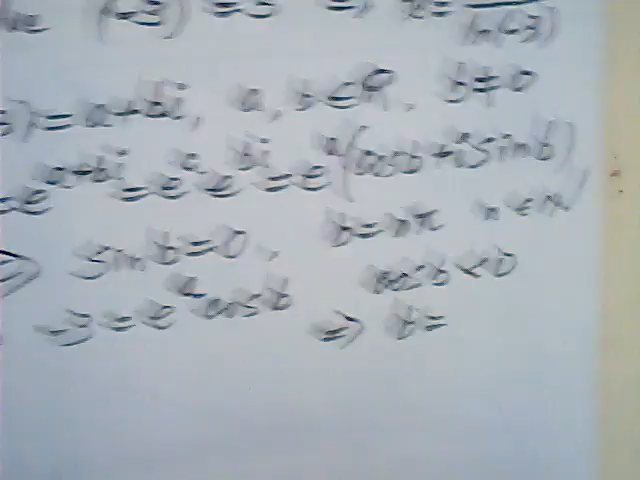 (-3) = 3 => x = ln(-3)
) = a + bi, a, b ∈ R, b ≠ 0
= e^(a+bi) = e^a e^(bi) = e^a (cos b + i sin b)
=> sin b = 0, b = nπ n ∈ N
-3 = e^a cos b cos b < 0
=> b =